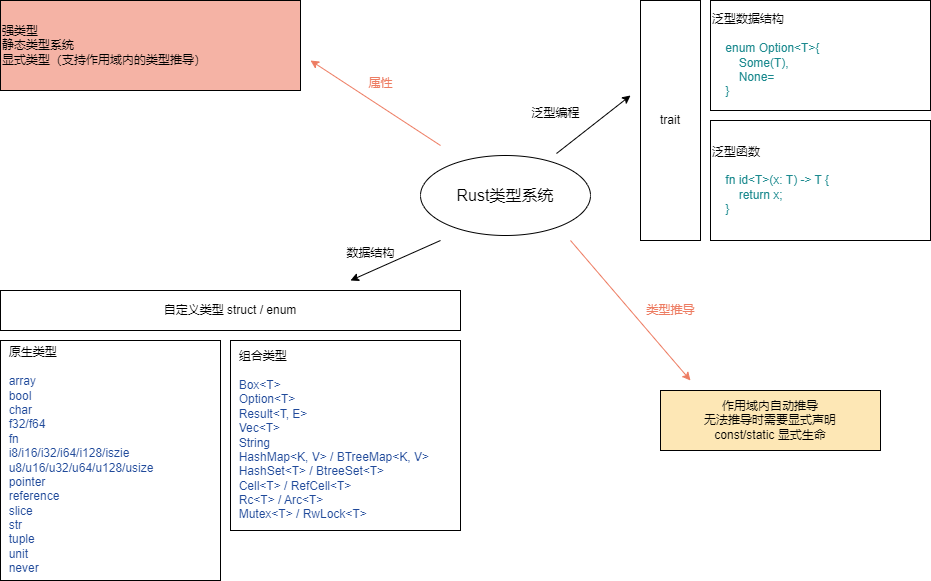 强类型
静态类型系统
显式类型（支持作用域内的类型推导）
属性
泛型编程
trait
泛型数据结构
enum Option<T>{
Some(T),
None=
}
泛型函数
fn id<T>(x: T) -> T {
return x;
}
Rust类型系统
数据结构
类型推导
自定义类型 struct / enum
原生类型
array
bool
char
f32/f64
fn
i8/i16/i32/i64/i128/iszie
u8/u16/u32/u64/u128/usize
pointer
reference
slice
str
tuple
unit
never
组合类型
Box<T>
Option<T>
Result<T, E>
Vec<T>
String
HashMap<K, V> / BTreeMap<K, V>
HashSet<T> / BtreeSet<T>
Cell<T> / RefCell<T>
Rc<T> / Arc<T>
Mutex<T> / RwLock<T>
作用域内自动推导
无法推导时需要显式声明
const/static 显式生命